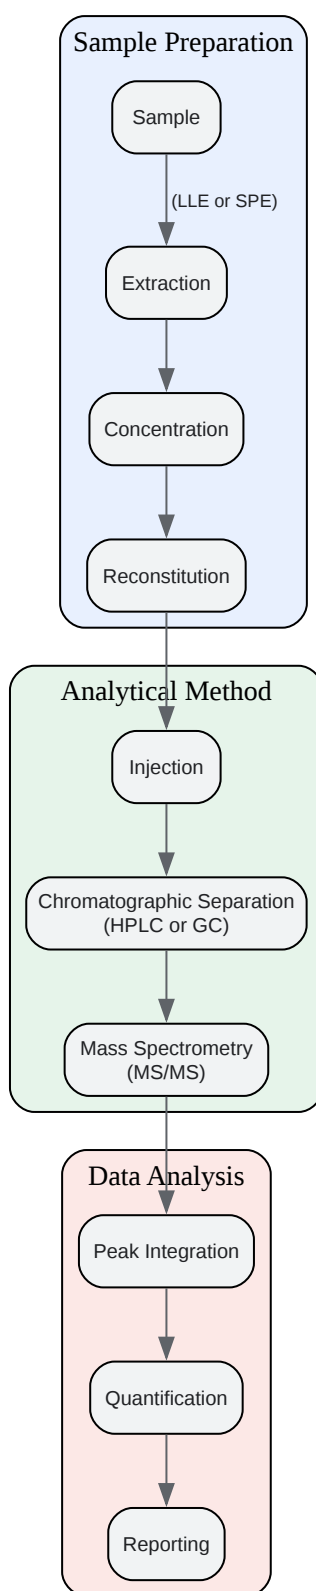 Sample Preparation
Sample
(LLE or SPE)
Extraction
Concentration
Reconstitution
Analytical Method
Injection
Chromatographic Separation
(HPLC or GC)
Mass Spectrometry
(MS/MS)
Data Analysis
Peak Integration
Quantification
Reporting